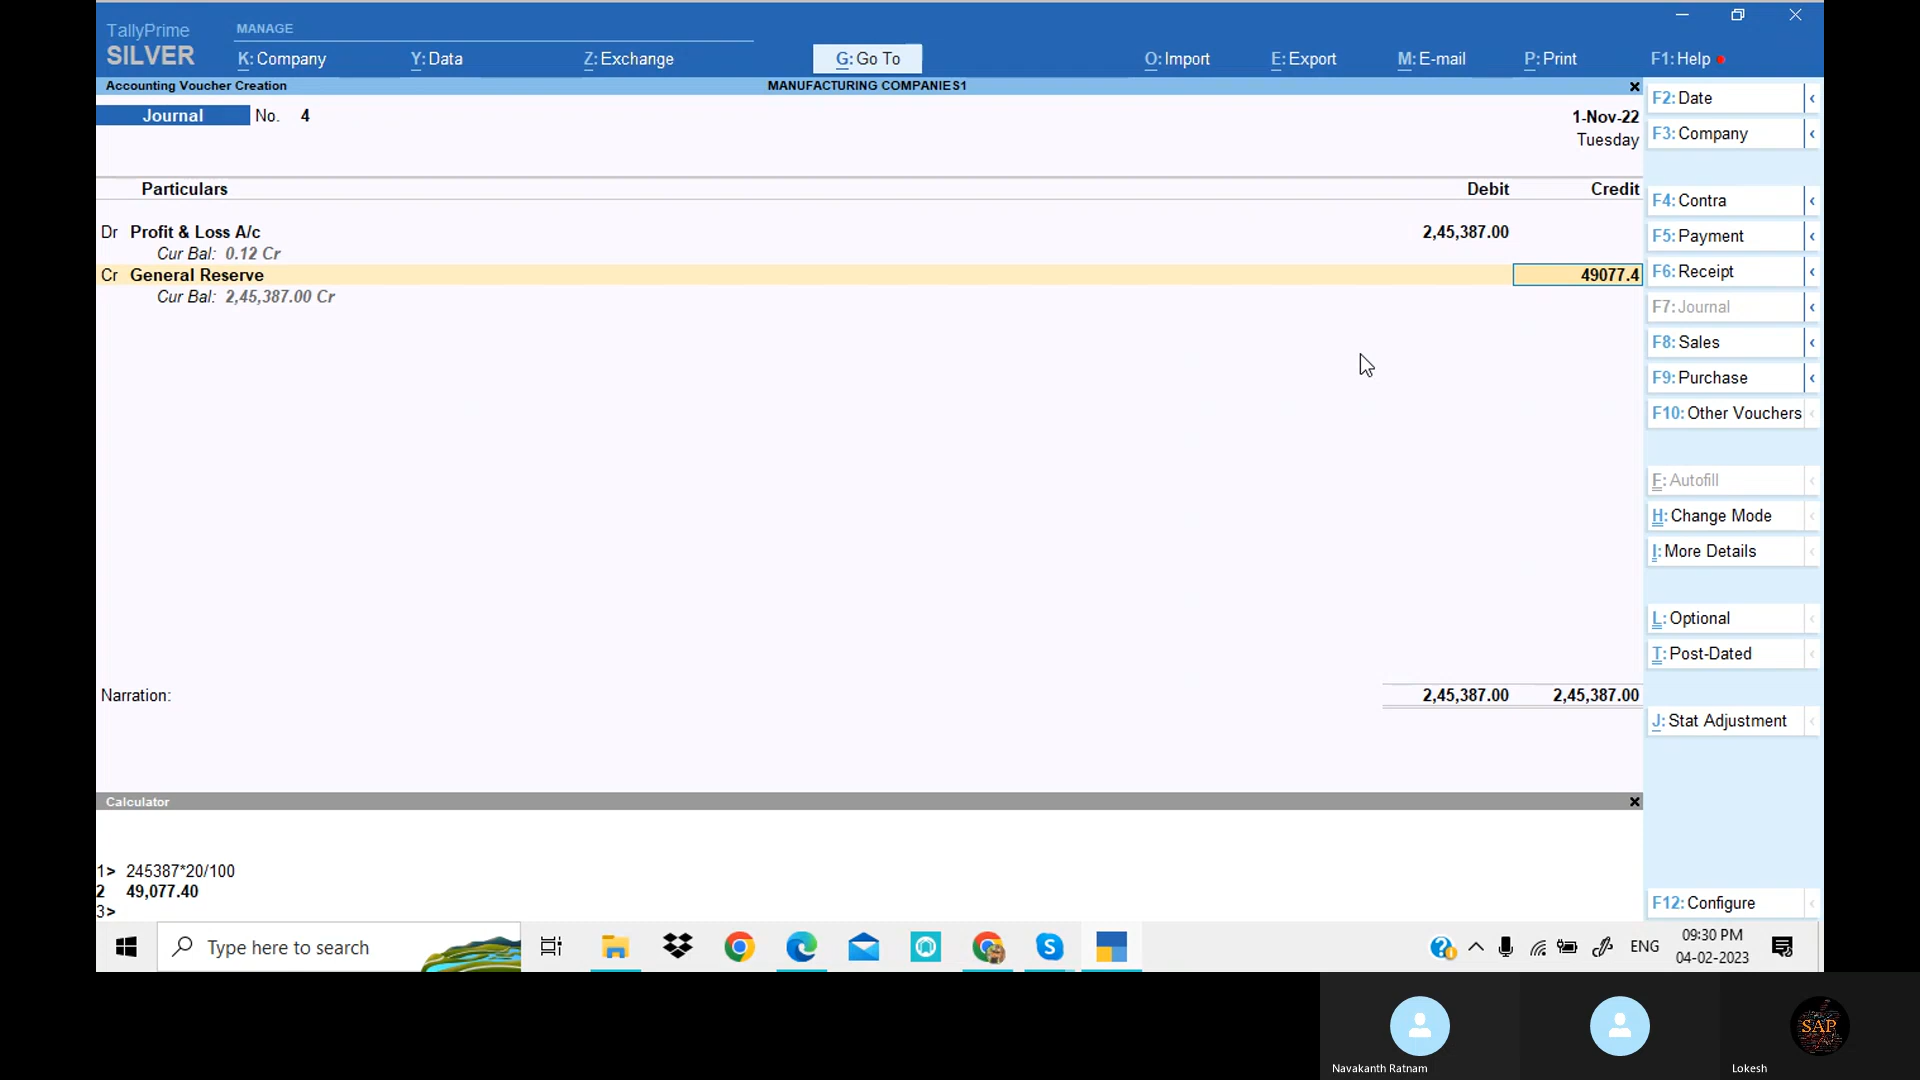 TallyPrime
SILVER
MANAGE
K: Company
Y: Data
Z: Exchange
G: Go To
O: Import
E: Export
M: E-mail
P: Print
F1: Help
Accounting Voucher Creation
MANUFACTURING COMPANIES1
Journal No. 4
1-Nov-22
Tuesday
Particulars Debit Credit
Dr Profit & Loss A/c 2,45,387.00
Cur Bal: 0.12 Cr
Cr General Reserve 49077.4
Cur Bal: 2,45,387.00 Cr
Narration: 2,45,387.00 2,45,387.00
F2: Date
F3: Company
F4: Contra
F5: Payment
F6: Receipt
F7: Journal
F8: Sales
F9: Purchase
F10: Other Vouchers
F: Autofill
H: Change Mode
I: More Details
L: Optional
T: Post-Dated
J: Stat Adjustment
F12: Configure
Calculator
1> 245387*20/100
2 49,077.40
3>
Type here to search
ENG
09:30 PM
04-02-2023
SAP
Navakanth Ratnam
Lokesh